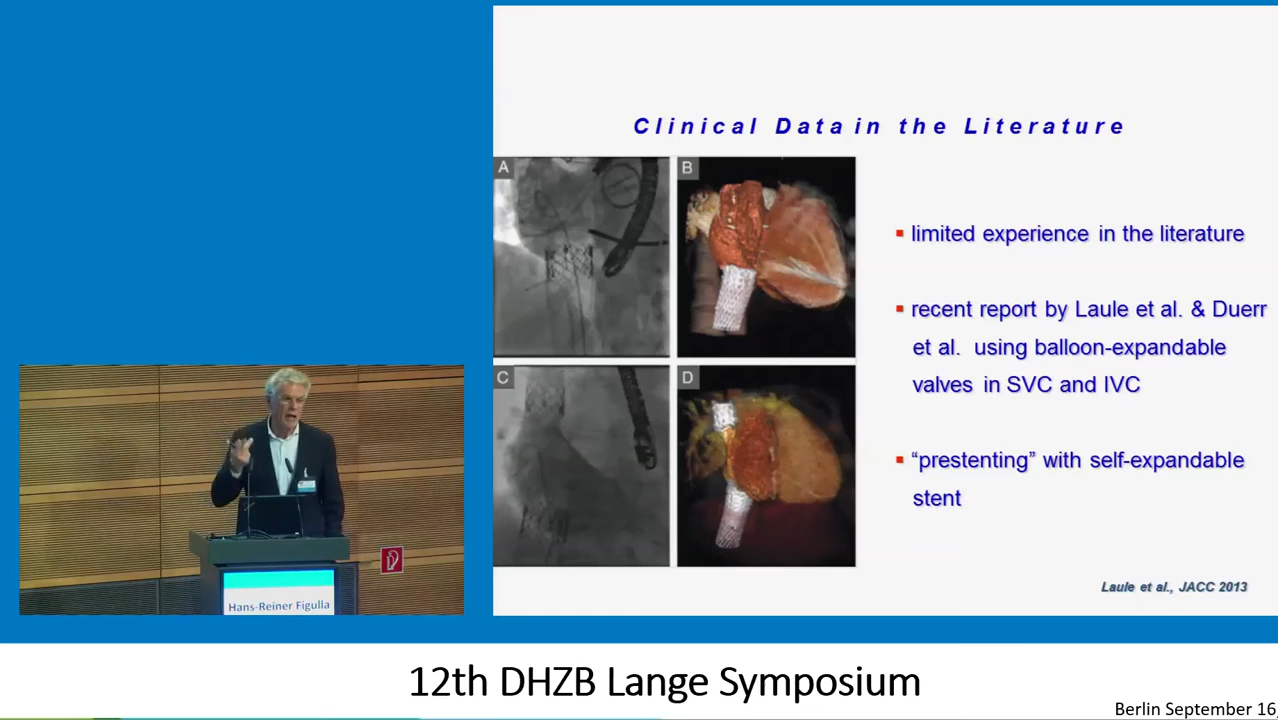 Clinical Data in the Literature
A
B
C
D
▪ limited experience in the literature
▪ recent report by Laule et al. & Duerr
et al. using balloon-expandable
valves in SVC and IVC
▪ “prestenting” with self-expandable
stent
Laule et al., JACC 2013
Hans-Reiner Figulla
12th DHZB Lange Symposium
Berlin September 16,